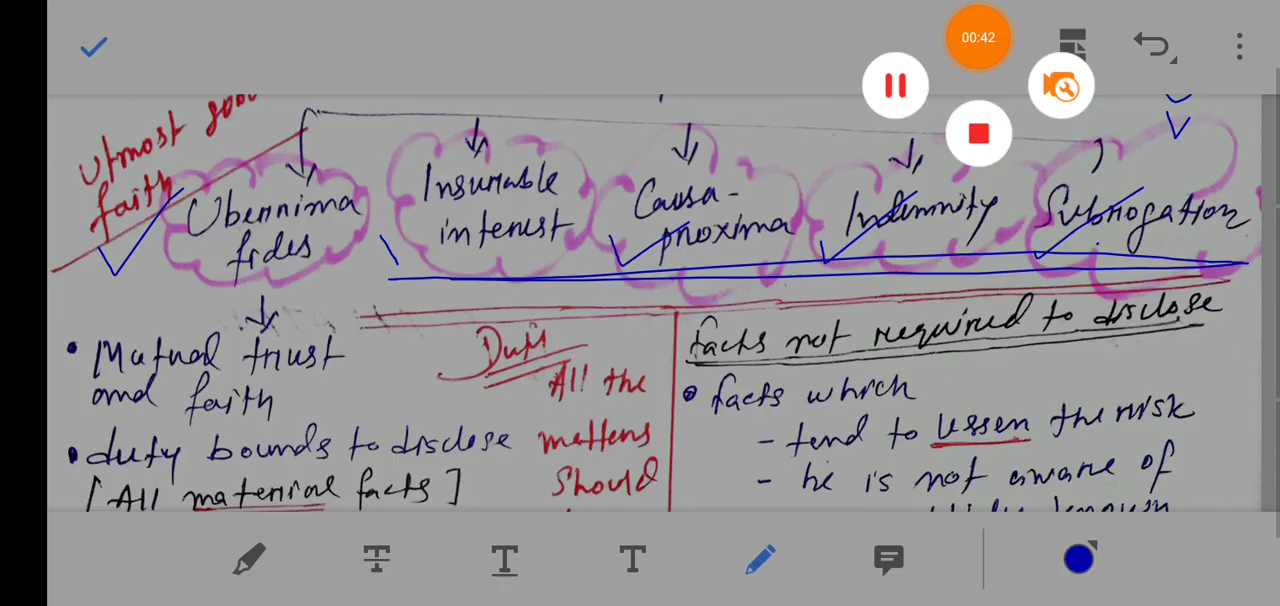 00:42
Utmost good
faith
Uberrima
fides
Insurable
interest
Causa-
proxima
Indemnity
Subrogation
• Mutual trust
and faith
• duty bounds to disclose
[All material facts]
Duty
All the
matters
should
facts not required to disclose
• facts which
- tend to lessen the risk
- he is not aware of